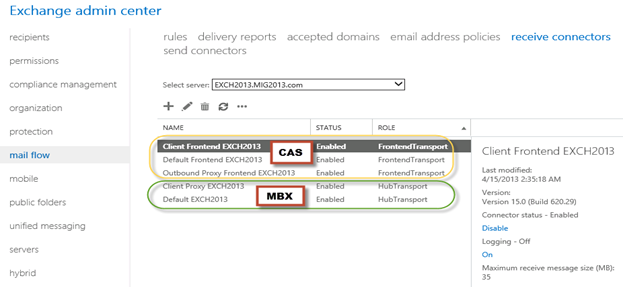 Exchange admin center
recipients
permissions
compliance management
organization
protection
mail flow
mobile
public folders
unified messaging
servers
hybrid
rules delivery reports accepted domains email address policies receive connectors
send connectors
Select server: EXCH2013.MIG2013.com
NAME STATUS ROLE
Client Frontend EXCH2013 Enabled FrontendTransport
Default Frontend EXCH2013 Enabled FrontendTransport
Outbound Proxy Frontend EXCH2013 Enabled FrontendTransport
Client Proxy EXCH2013 Enabled HubTransport
Default EXCH2013 Enabled HubTransport
CAS
MBX
Client Frontend EXCH2013
Last modified:
4/15/2013 2:35:18 AM
Version:
Version 15.0 (Build 620.29)
Connector status - Enabled
Disable
Logging - Off
On
Maximum receive message size (MB):
35